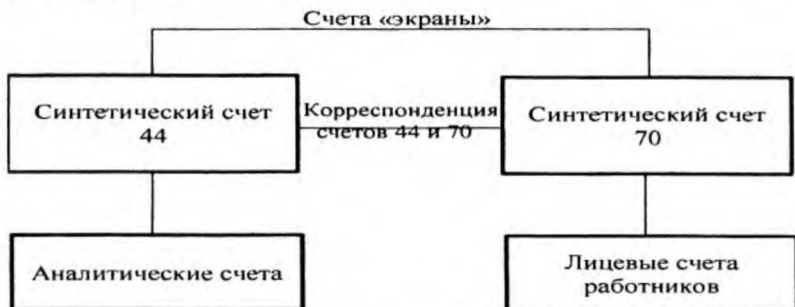 Счета «экраны»
Синтетический счет
44
Корреспонденция
счетов 44 и 70
Синтетический счет
70
Аналитические счета
Лицевые счета
работников